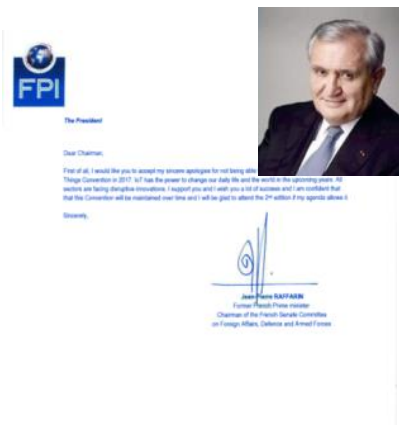 FPI
The President
Dear Chairman,
First of all, I would like you to accept my sincere apologies for not being able
Things Convention in 2017. IoT has the power to change our daily life and the world in the upcoming years. All
sectors are facing disruptive innovations. I support you and I wish you a lot of success and I am confident that
that this Convention will be maintained over time and I will be glad to attend the 2nd edition if my agenda allows it
Sincerely,
Jean-Pierre RAFFARIN
Former French Prime minister
Chairman of the French Senate Committee
on Foreign Affairs, Defence and Armed Forces